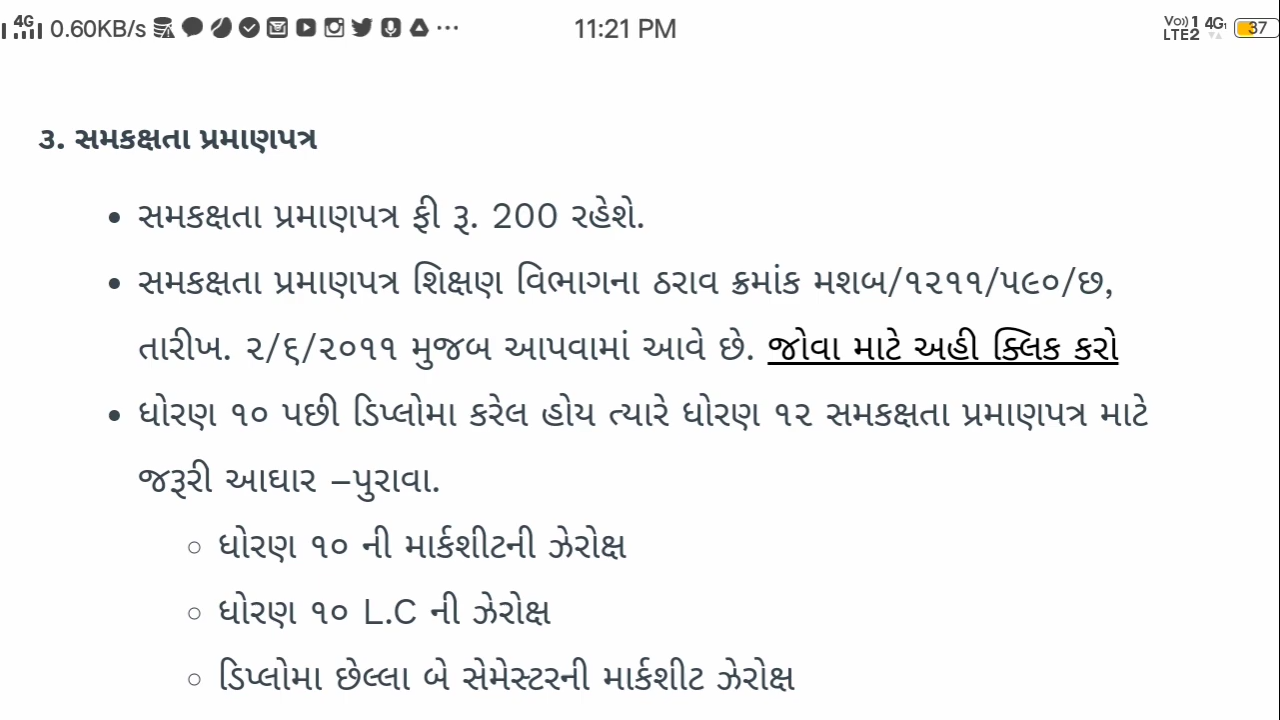 4G 0.60KB/s 11:21 PM Vo)) 1 4G LTE2 37
૩. સમકક્ષતા પ્રમાણપત્ર
સમકક્ષતા પ્રમાણપત્ર ફી રૂ. 200 રહેશે.
સમકક્ષતા પ્રમાણપત્ર શિક્ષણ વિભાગના ઠરાવ ક્રમાંક મશબ/૧૨૧૧/૫૯૦/છ,
તારીખ. ૨/૬/૨૦૧૧ મુજબ આપવામાં આવે છે. જોવા માટે અહી ક્લિક કરો
ધોરણ ૧૦ પછી ડિપ્લોમા કરેલ હોય ત્યારે ધોરણ ૧૨ સમકક્ષતા પ્રમાણપત્ર માટે
જરૂરી આઘાર –પુરાવા.
ધોરણ ૧૦ ની માર્કશીટની ઝેરોક્ષ
ધોરણ ૧૦ L.C ની ઝેરોક્ષ
ડિપ્લોમા છેલ્લા બે સેમેસ્ટરની માર્કશીટ ઝેરોક્ષ